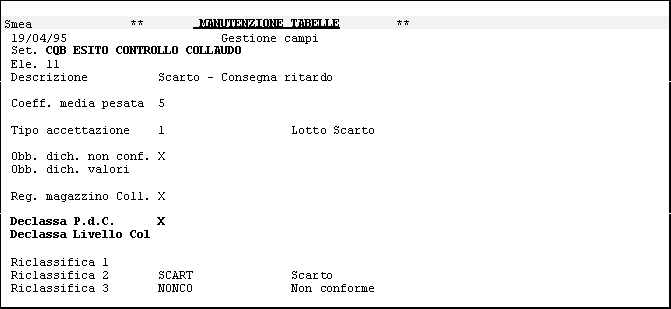 Smea ** MANUTENZIONE TABELLE **
19/04/95 Gestione campi
Set. CQB ESITO CONTROLLO COLLAUDO
Ele. 11
Descrizione Scarto - Consegna ritardo
Coeff. media pesata 5
Tipo accettazione 1 Lotto Scarto
Obb. dich. non conf. X
Obb. dich. valori
Reg. magazzino Coll. X
Declassa P.d.C. X
Declassa Livello Col
Riclassifica 1
Riclassifica 2 SCART Scarto
Riclassifica 3 NONCO Non conforme